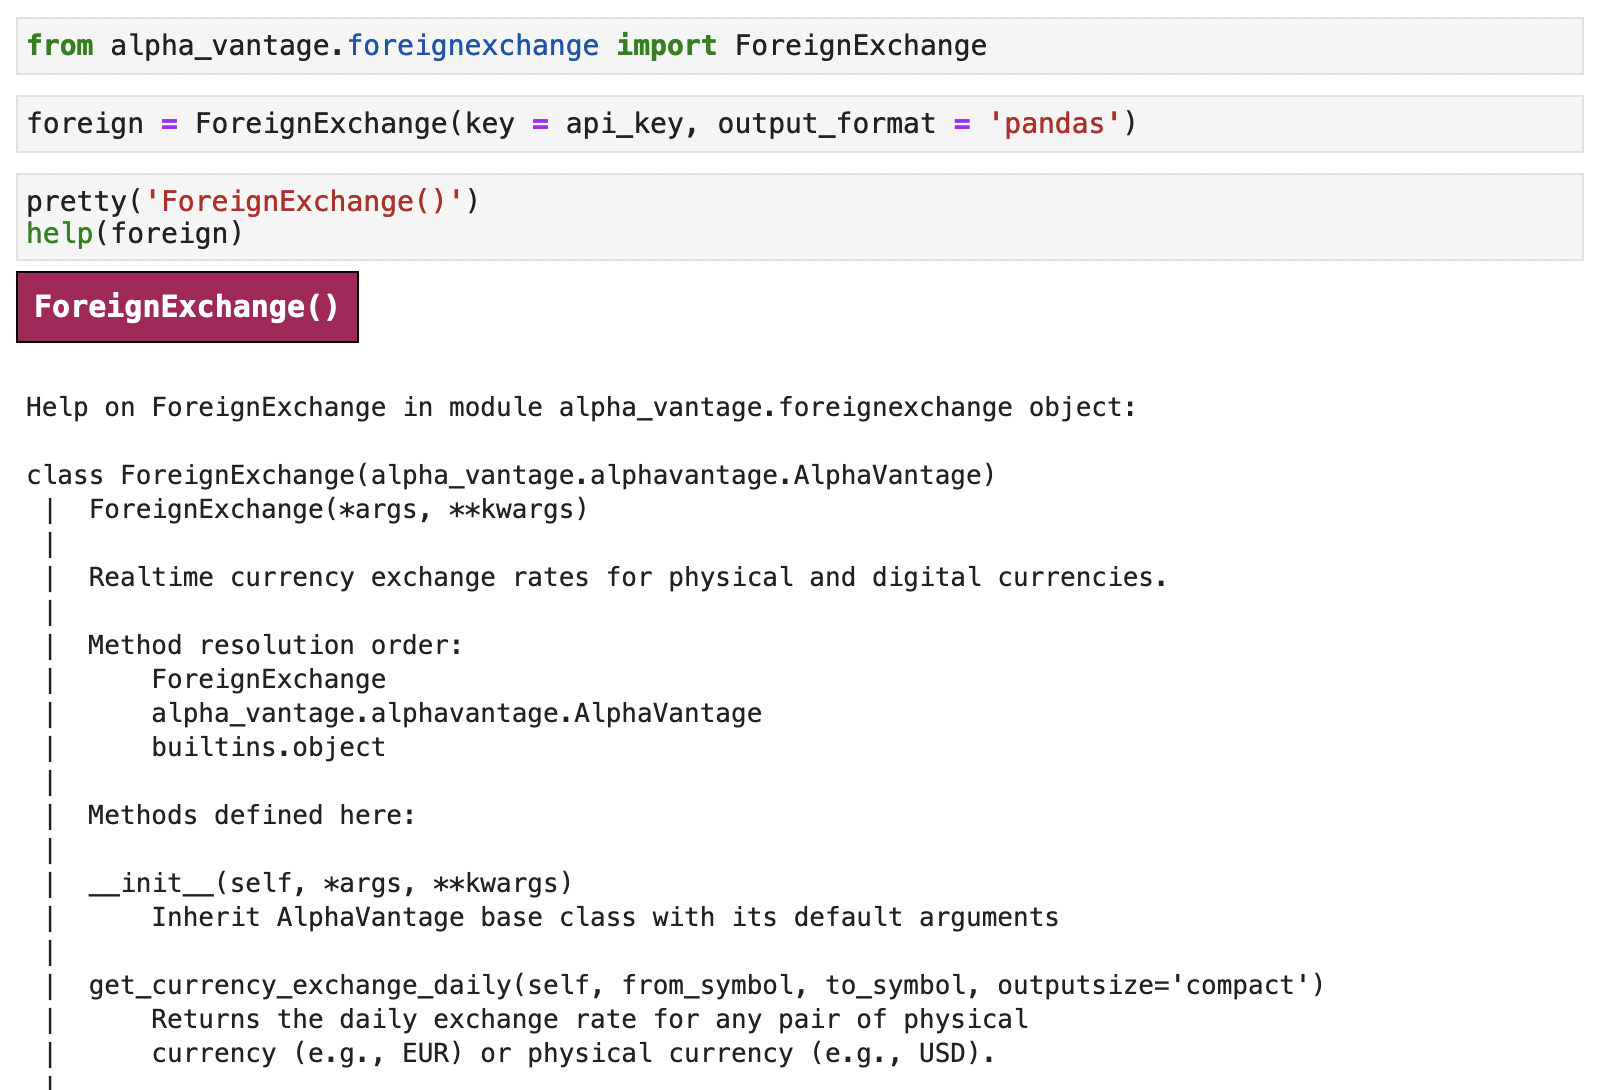 from alpha_vantage.foreignexchange import ForeignExchange
foreign = ForeignExchange(key = api_key, output_format = 'pandas')
pretty('ForeignExchange()')
help(foreign)
ForeignExchange()
Help on ForeignExchange in module alpha_vantage.foreignexchange object:
class ForeignExchange(alpha_vantage.alphavantage.AlphaVantage)
 |  ForeignExchange(*args, **kwargs)
 |
 |  Realtime currency exchange rates for physical and digital currencies.
 |
 |  Method resolution order:
 |      ForeignExchange
 |      alpha_vantage.alphavantage.AlphaVantage
 |      builtins.object
 |
 |  Methods defined here:
 |
 |  __init__(self, *args, **kwargs)
 |      Inherit AlphaVantage base class with its default arguments
 |
 |  get_currency_exchange_daily(self, from_symbol, to_symbol, outputsize='compact')
 |      Returns the daily exchange rate for any pair of physical
 |      currency (e.g., EUR) or physical currency (e.g., USD).
 |